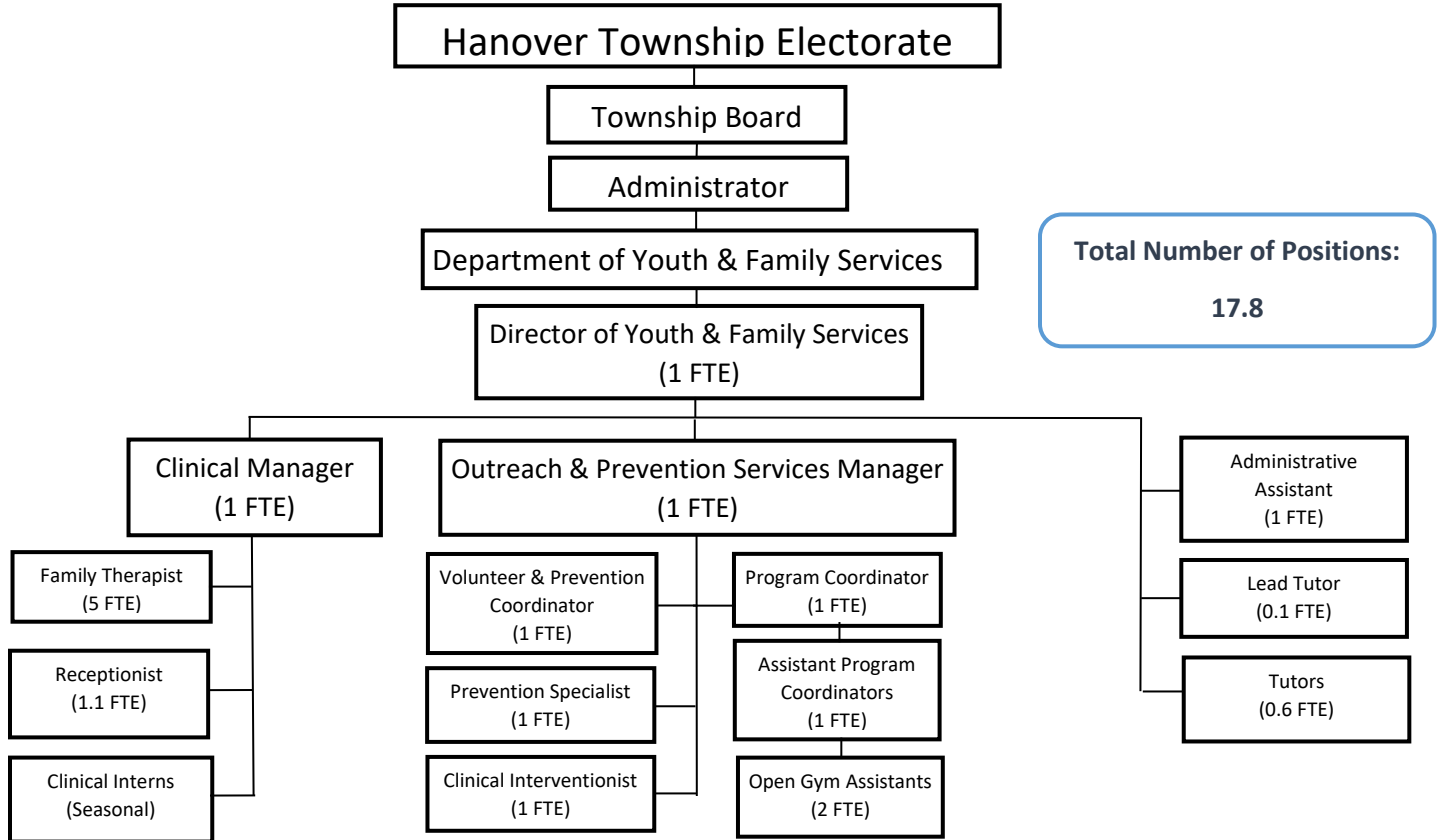 Hanover Township Electorate
Township Board
Administrator
Department of Youth & Family Services
Total Number of Positions:
17.8
Director of Youth & Family Services
(1 FTE)
Clinical Manager
(1 FTE)
Family Therapist
(5 FTE)
Receptionist
(1.1 FTE)
Clinical Interns
(Seasonal)
Outreach & Prevention Services Manager
(1 FTE)
Volunteer & Prevention
Coordinator
(1 FTE)
Prevention Specialist
(1 FTE)
Clinical Interventionist
(1 FTE)
Program Coordinator
(1 FTE)
Assistant Program
Coordinators
(1 FTE)
Open Gym Assistants
(2 FTE)
Administrative
Assistant
(1 FTE)
Lead Tutor
(0.1 FTE)
Tutors
(0.6 FTE)